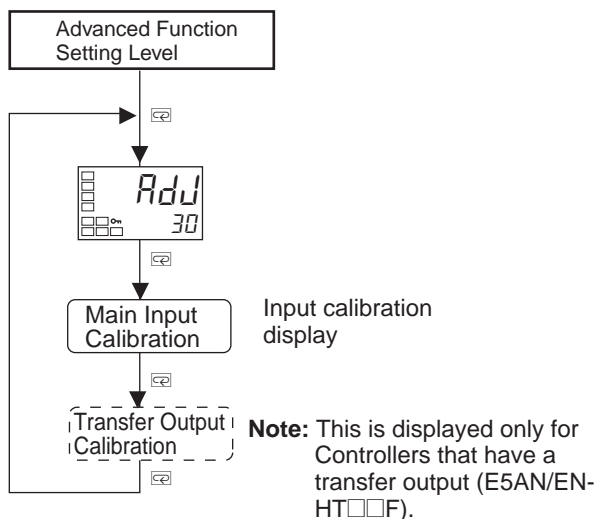 Advanced Function
Setting Level
AdJ
30
Main Input
Calibration
Input calibration
display
Transfer Output
Calibration
Note: This is displayed only for
Controllers that have a
transfer output (E5AN/EN-
HT□□F).